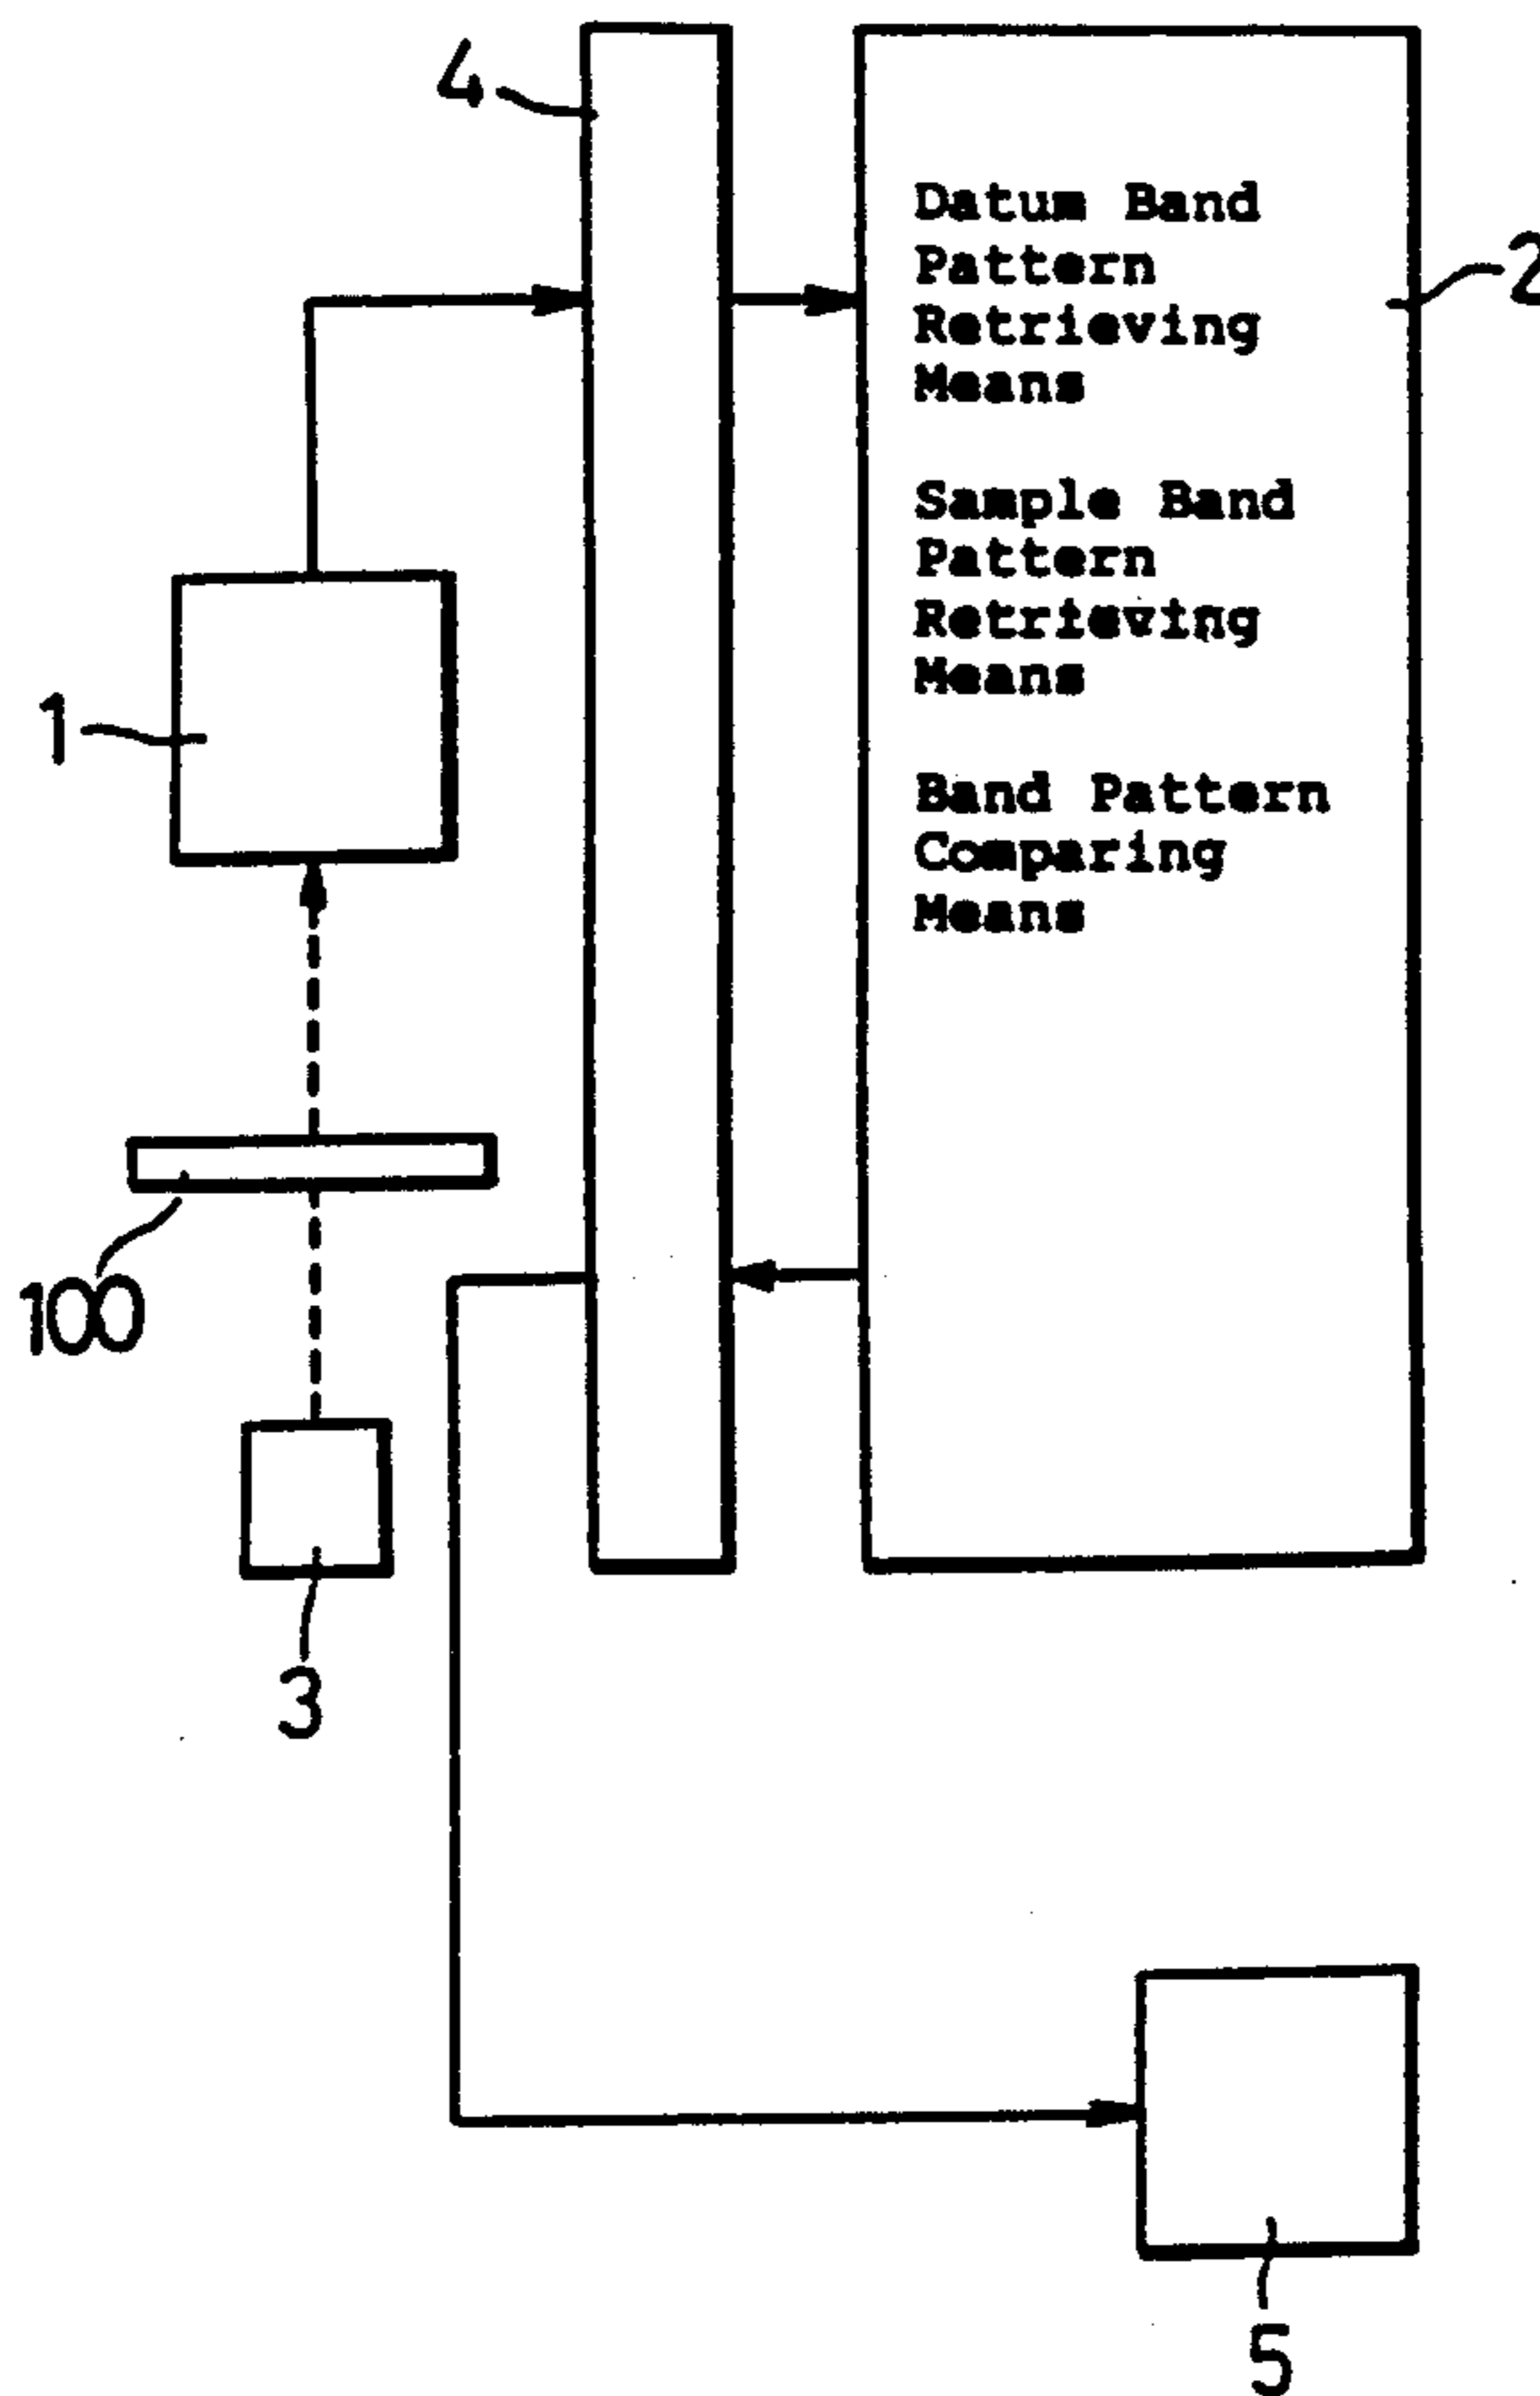 4
Datum Band
Pattern
Retrieving
Means
2
Sample Band
Pattern
Retrieving
Means
1
Band Pattern
Comparing
Means
100
3
5